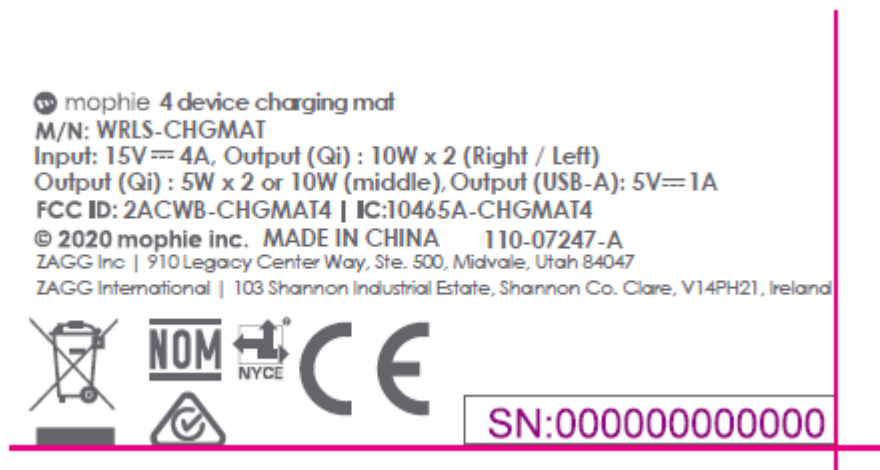 mophie 4 device charging mat
M/N: WRLS-CHGMAT
Input: 15V⎓4A, Output (Qi) : 10W x 2 (Right / Left)
Output (Qi) : 5W x 2 or 10W (middle), Output (USB-A): 5V⎓1A
FCC ID: 2ACWB-CHGMAT4 | IC:10465A-CHGMAT4
© 2020 mophie inc. MADE IN CHINA 110-07247-A
ZAGG Inc | 910 Legacy Center Way, Ste. 500, Midvale, Utah 84047
ZAGG International | 103 Shannon Industrial Estate, Shannon Co. Clare, V14PH21, Ireland
NOM
NYCE
CE
SN:000000000000